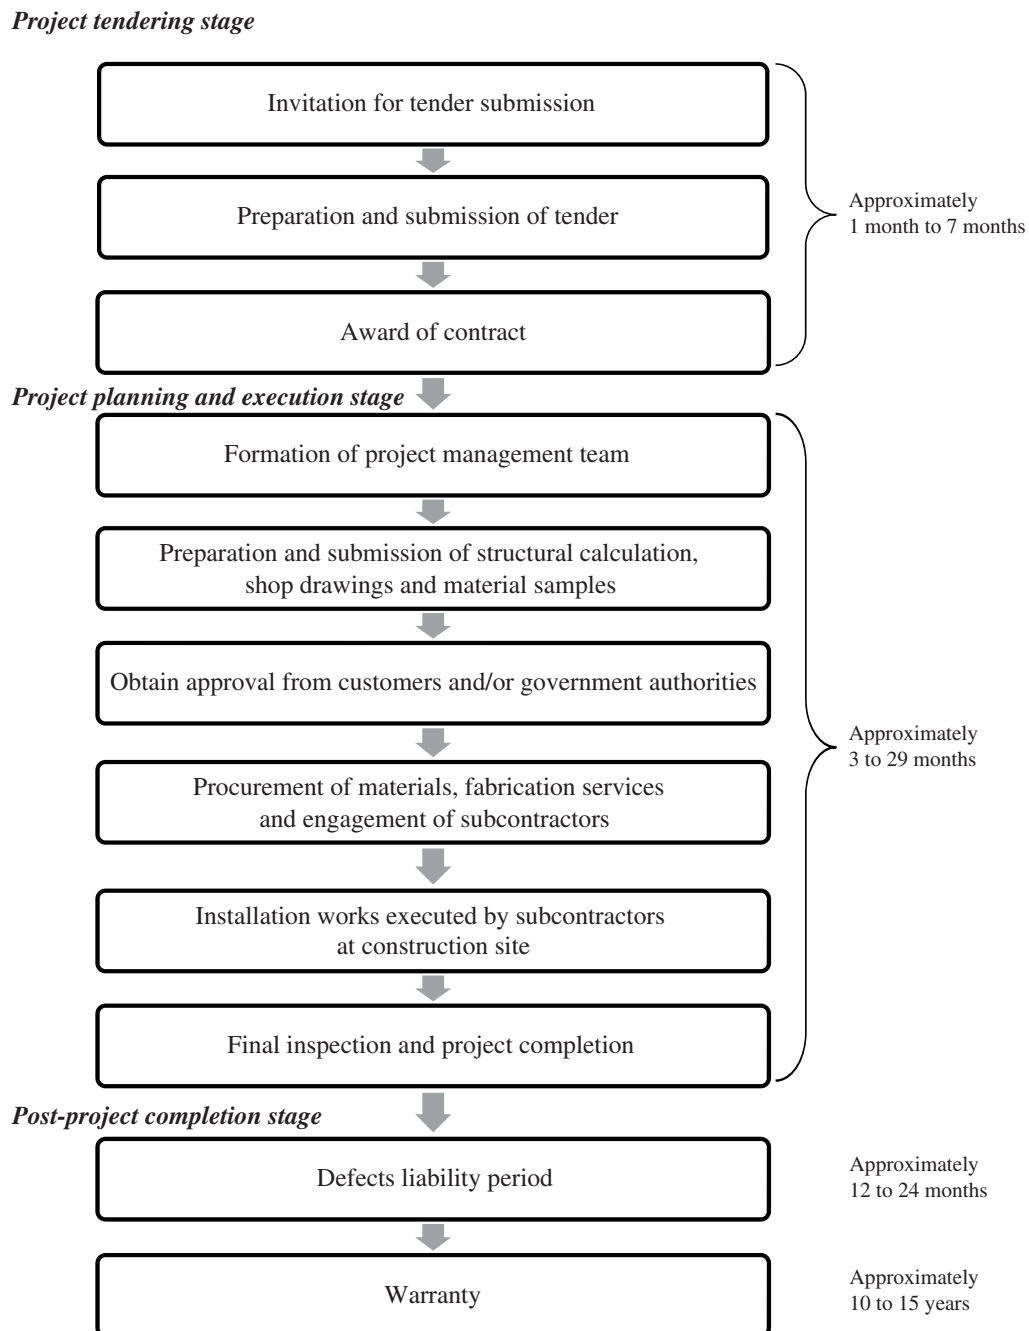 Project tendering stage
Invitation for tender submission
Preparation and submission of tender
Award of contract
Approximately
1 month to 7 months
Project planning and execution stage
Formation of project management team
Preparation and submission of structural calculation,
shop drawings and material samples
Obtain approval from customers and/or government authorities
Procurement of materials, fabrication services
and engagement of subcontractors
Installation works executed by subcontractors
at construction site
Final inspection and project completion
Approximately
3 to 29 months
Post-project completion stage
Defects liability period
Approximately
12 to 24 months
Warranty
Approximately
10 to 15 years